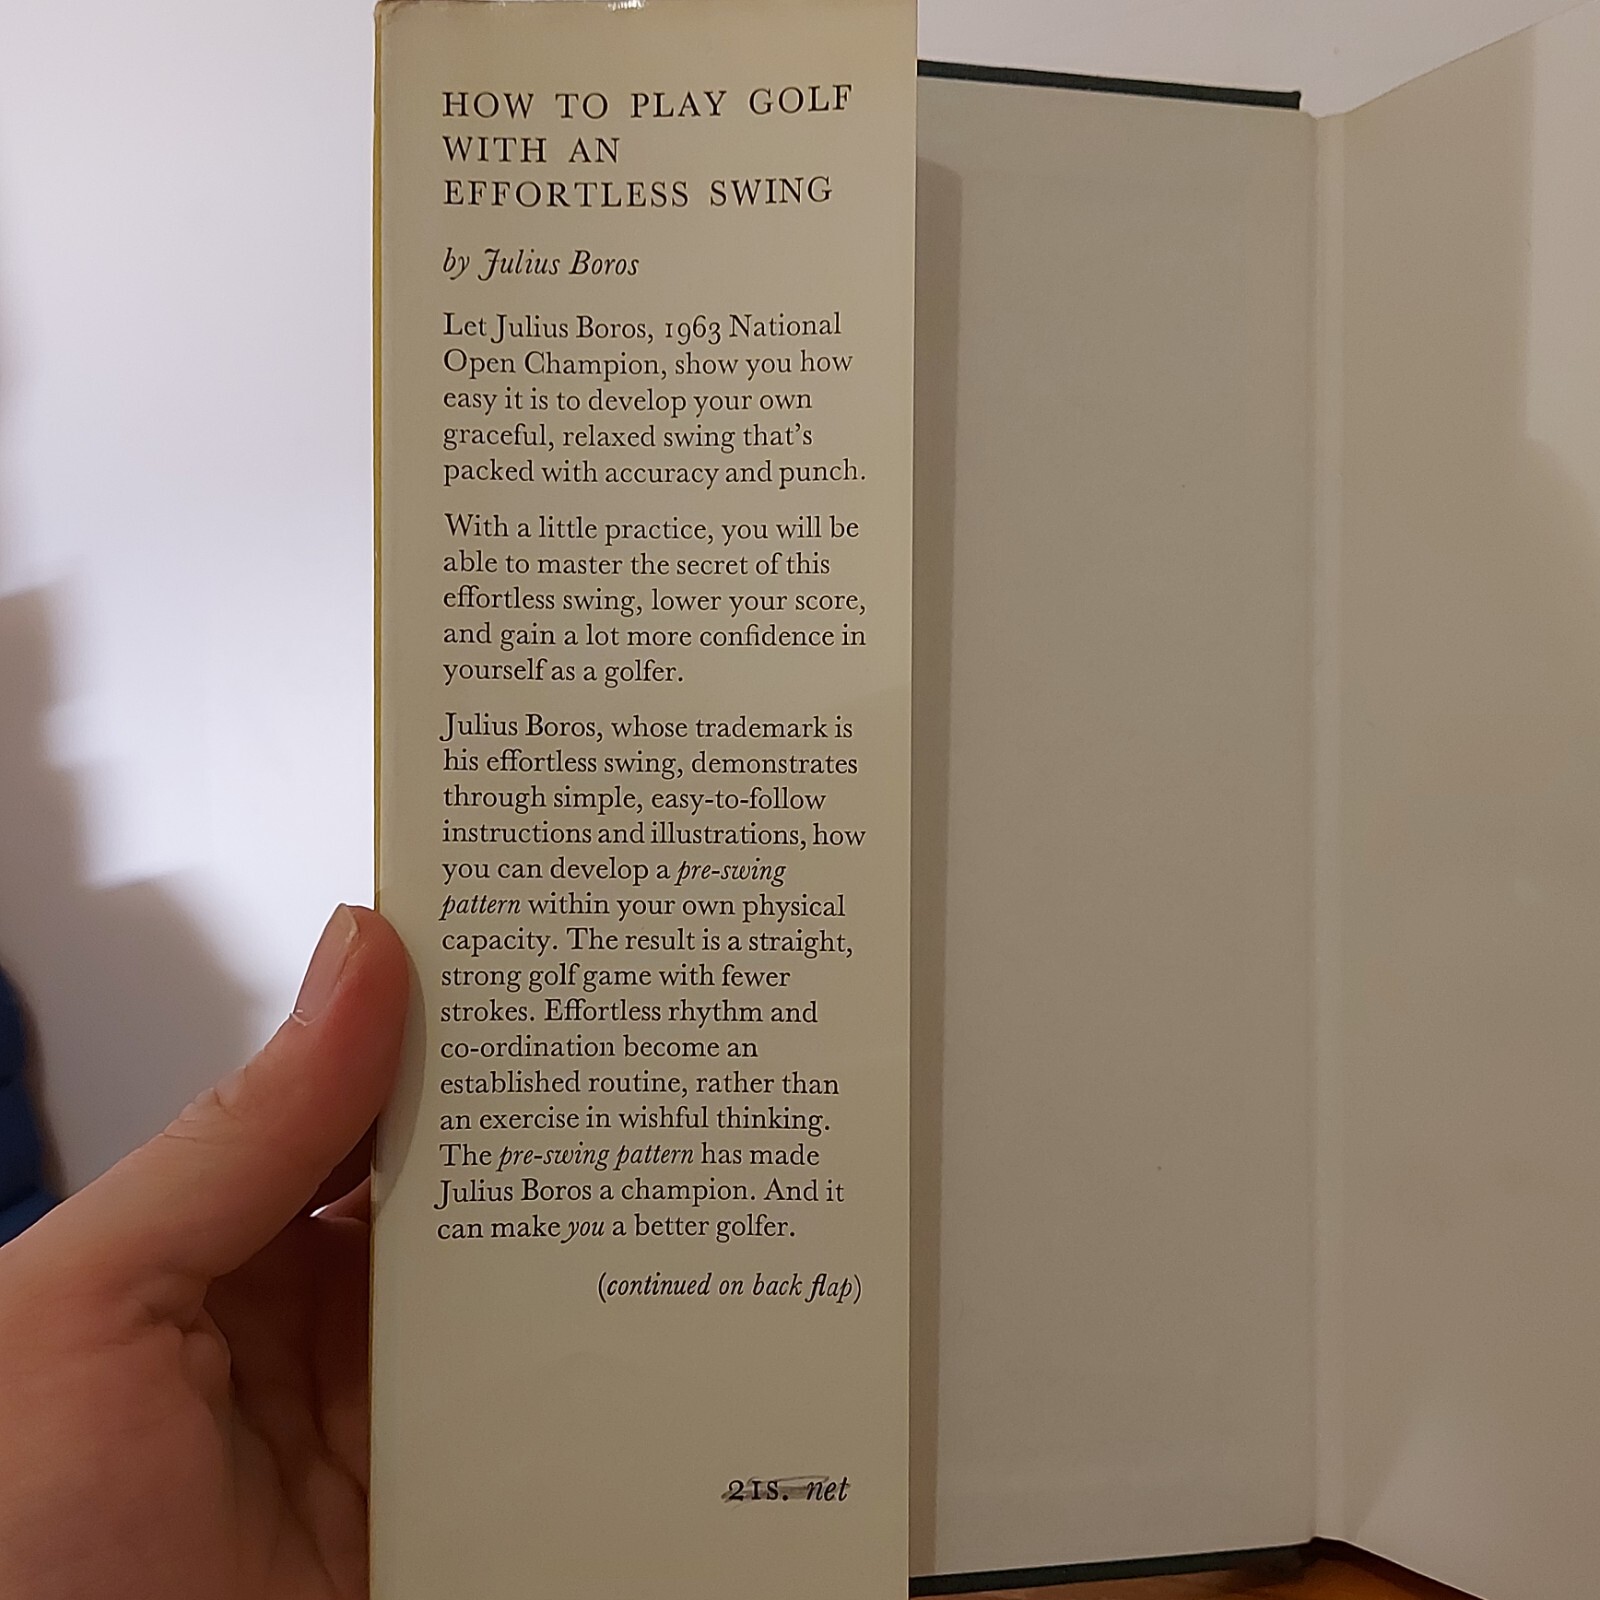 HOW TO PLAY GOLF
WITH AN
EFFORTLESS SWING
by Julius Boros
Let Julius Boros, 1963 National
Open Champion, show you how
easy it is to develop your own
graceful, relaxed swing that's
packed with accuracy and punch.
With a little practice, you will be
able to master the secret of this
effortless swing, lower your score,
and gain a lot more confidence in
yourself as a golfer.
Julius Boros, whose trademark is
his effortless swing, demonstrates
through simple, easy-to-follow
instructions and illustrations, how
you can develop a pre-swing
pattern within your own physical
capacity. The result is a straight,
strong golf game with fewer
strokes. Effortless rhythm and
co-ordination become an
established routine, rather than
an exercise in wishful thinking.
The pre-swing pattern has made
Julius Boros a champion. And it
can make you a better golfer.
(continued on back flap)
21s. net